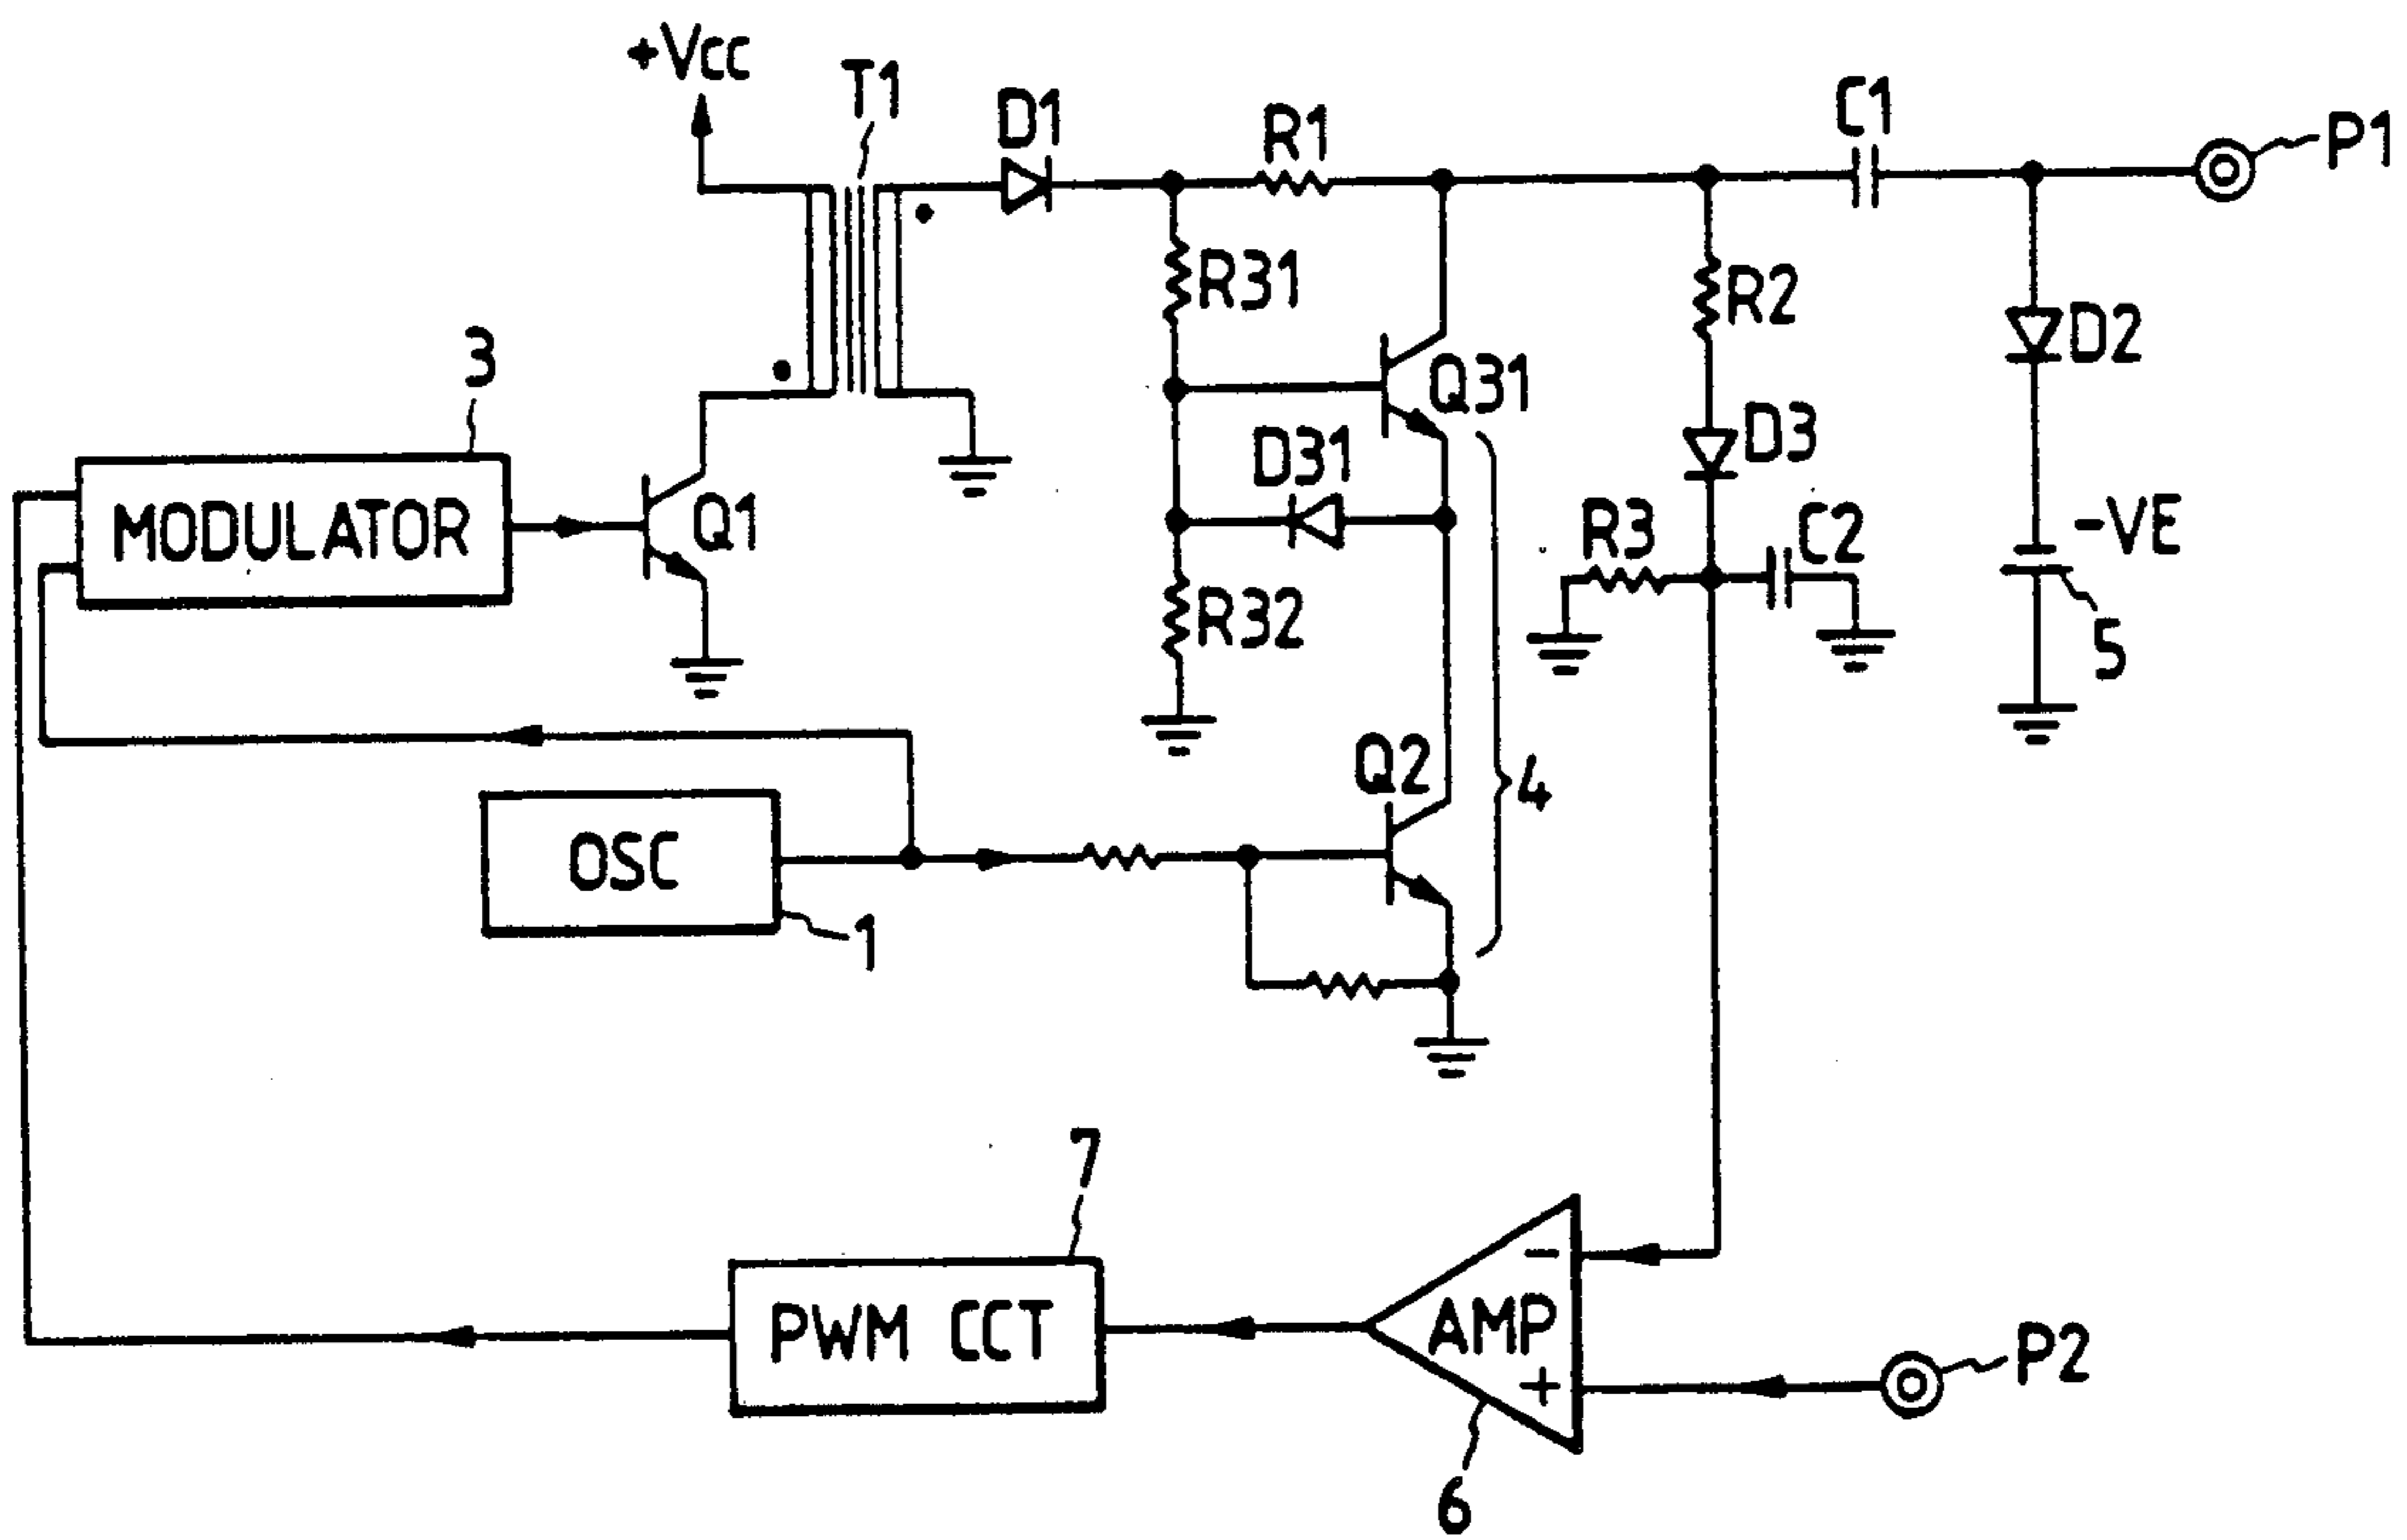 +Vcc
T1
D1
R1
C1
P1
R31
R2
D2
3
Q31
D31
D3
MODULATOR
Q1
R3
C2
-VE
R32
5
Q2
4
OSC
1
7
-
PWM CCT
AMP
+
P2
6